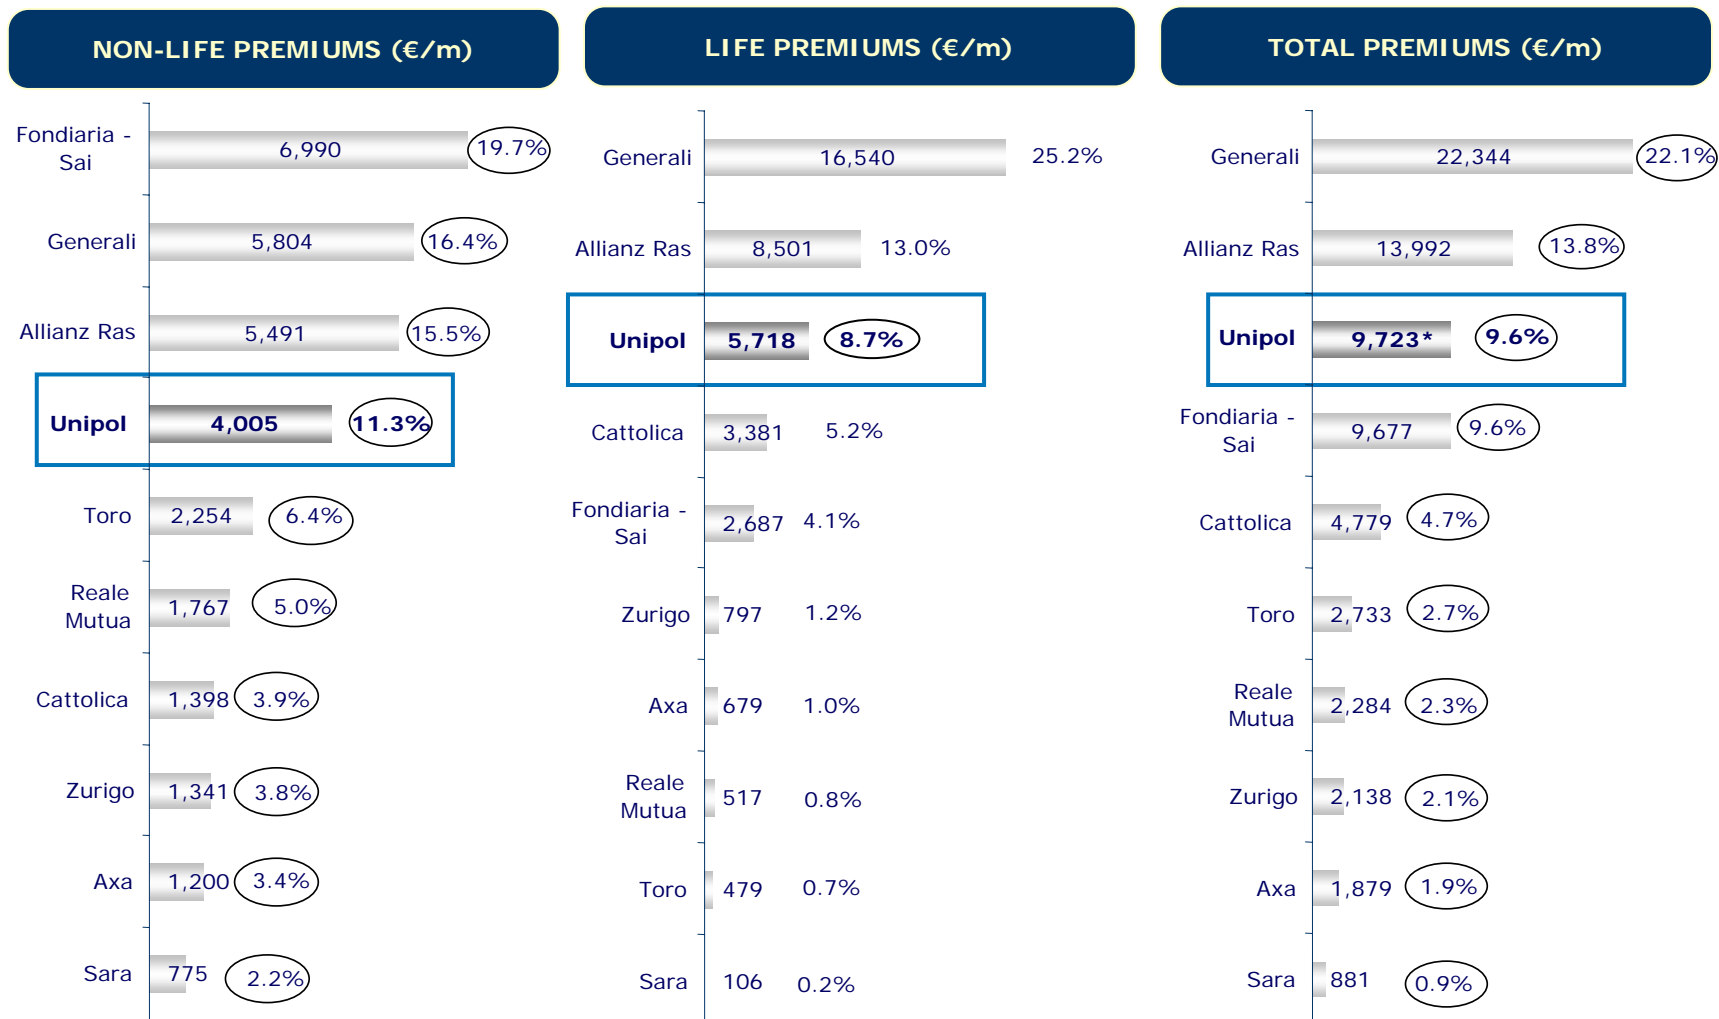 NON-LIFE PREMIUMS (€/m)
Fondiaria -
Sai
6,990
19.7%
Generali
5,804
16.4%
Allianz Ras
5,491
15.5%
Unipol
4,005
11.3%
Toro
2,254
6.4%
Reale
Mutua
1,767
5.0%
Cattolica
1,398
3.9%
Zurigo
1,341
3.8%
Axa
1,200
3.4%
Sara
775
2.2%
LIFE PREMIUMS (€/m)
Generali
16,540
25.2%
Allianz Ras
8,501
13.0%
Unipol
5,718
8.7%
Cattolica
3,381
5.2%
Fondiaria -
Sai
2,687
4.1%
Zurigo
797
1.2%
Axa
679
1.0%
Reale
Mutua
517
0.8%
Toro
479
0.7%
Sara
106
0.2%
TOTAL PREMIUMS (€/m)
Generali
22,344
22.1%
Allianz Ras
13,992
13.8%
Unipol
9,723*
9.6%
Fondiaria -
Sai
9,677
9.6%
Cattolica
4,779
4.7%
Toro
2,733
2.7%
Reale
Mutua
2,284
2.3%
Zurigo
2,138
2.1%
Axa
1,879
1.9%
Sara
881
0.9%